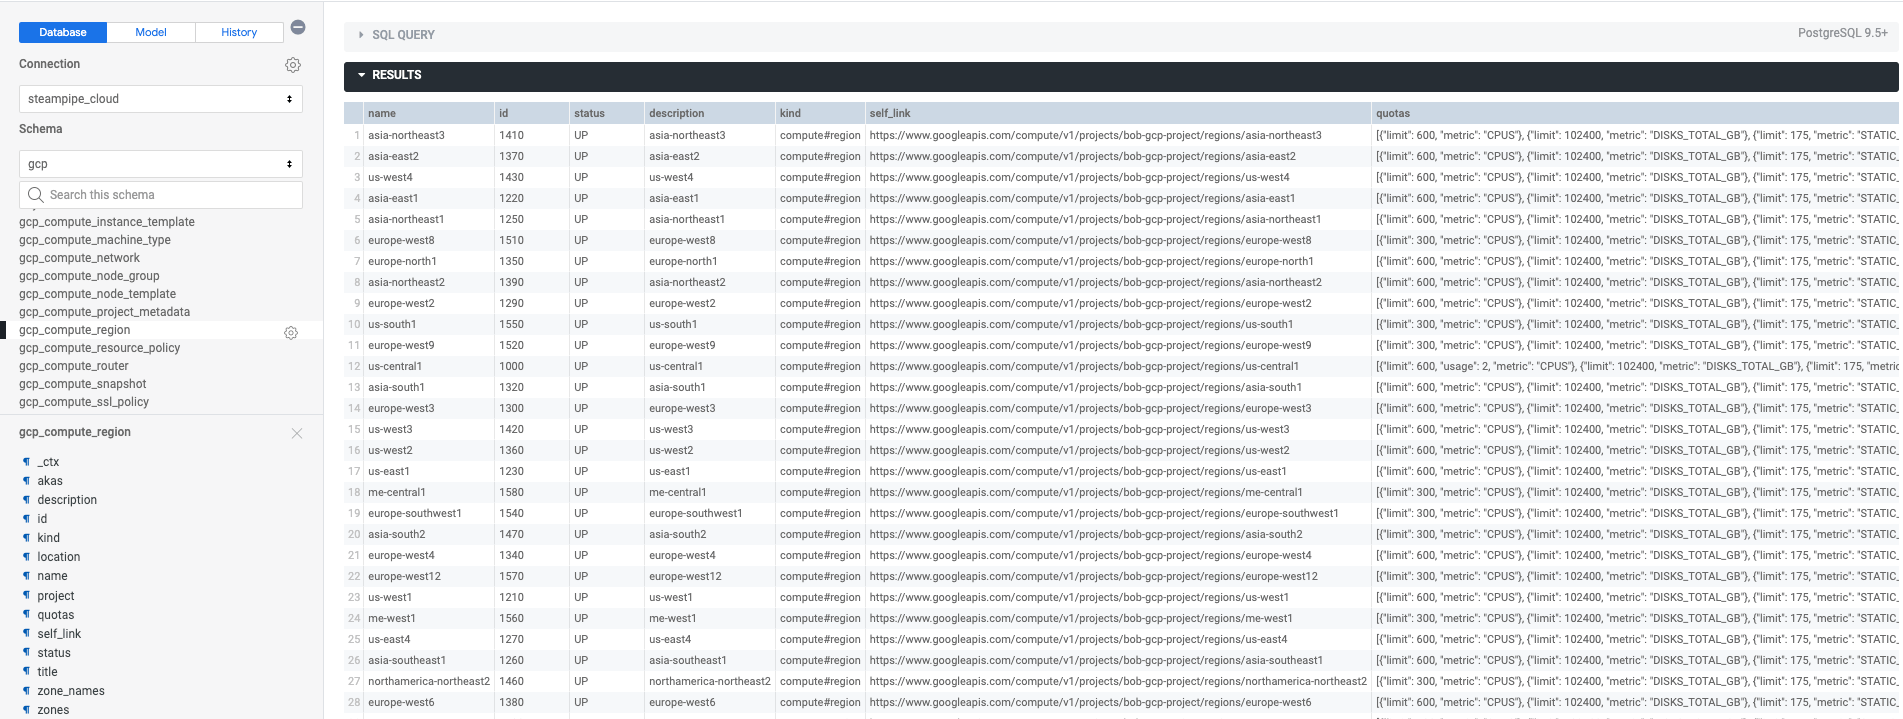 Database Model History
Connection
steampipe_cloud
Schema
gcp
Search this schema
gcp_compute_instance_template
gcp_compute_machine_type
gcp_compute_network
gcp_compute_node_group
gcp_compute_node_template
gcp_compute_project_metadata
gcp_compute_region
gcp_compute_resource_policy
gcp_compute_router
gcp_compute_snapshot
gcp_compute_ssl_policy
gcp_compute_region
_ctx
akas
description
id
kind
location
name
project
quotas
self_link
status
title
zone_names
zones
SQL QUERY PostgreSQL 9.5+
RESULTS
name id status description kind self_link quotas
1 asia-northeast3 1410 UP asia-northeast3 compute#region https://www.googleapis.com/compute/v1/projects/bob-gcp-project/regions/asia-northeast3 [{"limit": 600, "metric": "CPUS"}, {"limit": 102400, "metric": "DISKS_TOTAL_GB"}, {"limit": 175, "metric": "STATIC_
2 asia-east2 1370 UP asia-east2 compute#region https://www.googleapis.com/compute/v1/projects/bob-gcp-project/regions/asia-east2 [{"limit": 600, "metric": "CPUS"}, {"limit": 102400, "metric": "DISKS_TOTAL_GB"}, {"limit": 175, "metric": "STATIC_
3 us-west4 1430 UP us-west4 compute#region https://www.googleapis.com/compute/v1/projects/bob-gcp-project/regions/us-west4 [{"limit": 600, "metric": "CPUS"}, {"limit": 102400, "metric": "DISKS_TOTAL_GB"}, {"limit": 175, "metric": "STATIC_
4 asia-east1 1220 UP asia-east1 compute#region https://www.googleapis.com/compute/v1/projects/bob-gcp-project/regions/asia-east1 [{"limit": 600, "metric": "CPUS"}, {"limit": 102400, "metric": "DISKS_TOTAL_GB"}, {"limit": 175, "metric": "STATIC_
5 asia-northeast1 1250 UP asia-northeast1 compute#region https://www.googleapis.com/compute/v1/projects/bob-gcp-project/regions/asia-northeast1 [{"limit": 600, "metric": "CPUS"}, {"limit": 102400, "metric": "DISKS_TOTAL_GB"}, {"limit": 175, "metric": "STATIC_
6 europe-west8 1510 UP europe-west8 compute#region https://www.googleapis.com/compute/v1/projects/bob-gcp-project/regions/europe-west8 [{"limit": 300, "metric": "CPUS"}, {"limit": 102400, "metric": "DISKS_TOTAL_GB"}, {"limit": 175, "metric": "STATIC_
7 europe-north1 1350 UP europe-north1 compute#region https://www.googleapis.com/compute/v1/projects/bob-gcp-project/regions/europe-north1 [{"limit": 600, "metric": "CPUS"}, {"limit": 102400, "metric": "DISKS_TOTAL_GB"}, {"limit": 175, "metric": "STATIC_
8 asia-northeast2 1390 UP asia-northeast2 compute#region https://www.googleapis.com/compute/v1/projects/bob-gcp-project/regions/asia-northeast2 [{"limit": 600, "metric": "CPUS"}, {"limit": 102400, "metric": "DISKS_TOTAL_GB"}, {"limit": 175, "metric": "STATIC_
9 europe-west2 1290 UP europe-west2 compute#region https://www.googleapis.com/compute/v1/projects/bob-gcp-project/regions/europe-west2 [{"limit": 600, "metric": "CPUS"}, {"limit": 102400, "metric": "DISKS_TOTAL_GB"}, {"limit": 175, "metric": "STATIC_
10 us-south1 1550 UP us-south1 compute#region https://www.googleapis.com/compute/v1/projects/bob-gcp-project/regions/us-south1 [{"limit": 300, "metric": "CPUS"}, {"limit": 102400, "metric": "DISKS_TOTAL_GB"}, {"limit": 175, "metric": "STATIC_
11 europe-west9 1520 UP europe-west9 compute#region https://www.googleapis.com/compute/v1/projects/bob-gcp-project/regions/europe-west9 [{"limit": 300, "metric": "CPUS"}, {"limit": 102400, "metric": "DISKS_TOTAL_GB"}, {"limit": 175, "metric": "STATIC_
12 us-central1 1000 UP us-central1 compute#region https://www.googleapis.com/compute/v1/projects/bob-gcp-project/regions/us-central1 [{"limit": 600, "usage": 2, "metric": "CPUS"}, {"limit": 102400, "metric": "DISKS_TOTAL_GB"}, {"limit": 175, "metric
13 asia-south1 1320 UP asia-south1 compute#region https://www.googleapis.com/compute/v1/projects/bob-gcp-project/regions/asia-south1 [{"limit": 600, "metric": "CPUS"}, {"limit": 102400, "metric": "DISKS_TOTAL_GB"}, {"limit": 175, "metric": "STATIC_
14 europe-west3 1300 UP europe-west3 compute#region https://www.googleapis.com/compute/v1/projects/bob-gcp-project/regions/europe-west3 [{"limit": 600, "metric": "CPUS"}, {"limit": 102400, "metric": "DISKS_TOTAL_GB"}, {"limit": 175, "metric": "STATIC_
15 us-west3 1420 UP us-west3 compute#region https://www.googleapis.com/compute/v1/projects/bob-gcp-project/regions/us-west3 [{"limit": 600, "metric": "CPUS"}, {"limit": 102400, "metric": "DISKS_TOTAL_GB"}, {"limit": 175, "metric": "STATIC_
16 us-west2 1360 UP us-west2 compute#region https://www.googleapis.com/compute/v1/projects/bob-gcp-project/regions/us-west2 [{"limit": 600, "metric": "CPUS"}, {"limit": 102400, "metric": "DISKS_TOTAL_GB"}, {"limit": 175, "metric": "STATIC_
17 us-east1 1230 UP us-east1 compute#region https://www.googleapis.com/compute/v1/projects/bob-gcp-project/regions/us-east1 [{"limit": 600, "metric": "CPUS"}, {"limit": 102400, "metric": "DISKS_TOTAL_GB"}, {"limit": 175, "metric": "STATIC_
18 me-central1 1580 UP me-central1 compute#region https://www.googleapis.com/compute/v1/projects/bob-gcp-project/regions/me-central1 [{"limit": 300, "metric": "CPUS"}, {"limit": 102400, "metric": "DISKS_TOTAL_GB"}, {"limit": 175, "metric": "STATIC_
19 europe-southwest1 1540 UP europe-southwest1 compute#region https://www.googleapis.com/compute/v1/projects/bob-gcp-project/regions/europe-southwest1 [{"limit": 300, "metric": "CPUS"}, {"limit": 102400, "metric": "DISKS_TOTAL_GB"}, {"limit": 175, "metric": "STATIC_
20 asia-south2 1470 UP asia-south2 compute#region https://www.googleapis.com/compute/v1/projects/bob-gcp-project/regions/asia-south2 [{"limit": 300, "metric": "CPUS"}, {"limit": 102400, "metric": "DISKS_TOTAL_GB"}, {"limit": 175, "metric": "STATIC_
21 europe-west4 1340 UP europe-west4 compute#region https://www.googleapis.com/compute/v1/projects/bob-gcp-project/regions/europe-west4 [{"limit": 600, "metric": "CPUS"}, {"limit": 102400, "metric": "DISKS_TOTAL_GB"}, {"limit": 175, "metric": "STATIC_
22 europe-west12 1570 UP europe-west12 compute#region https://www.googleapis.com/compute/v1/projects/bob-gcp-project/regions/europe-west12 [{"limit": 300, "metric": "CPUS"}, {"limit": 102400, "metric": "DISKS_TOTAL_GB"}, {"limit": 175, "metric": "STATIC_
23 us-west1 1210 UP us-west1 compute#region https://www.googleapis.com/compute/v1/projects/bob-gcp-project/regions/us-west1 [{"limit": 600, "metric": "CPUS"}, {"limit": 102400, "metric": "DISKS_TOTAL_GB"}, {"limit": 175, "metric": "STATIC_
24 me-west1 1560 UP me-west1 compute#region https://www.googleapis.com/compute/v1/projects/bob-gcp-project/regions/me-west1 [{"limit": 300, "metric": "CPUS"}, {"limit": 102400, "metric": "DISKS_TOTAL_GB"}, {"limit": 175, "metric": "STATIC_
25 us-east4 1270 UP us-east4 compute#region https://www.googleapis.com/compute/v1/projects/bob-gcp-project/regions/us-east4 [{"limit": 600, "metric": "CPUS"}, {"limit": 102400, "metric": "DISKS_TOTAL_GB"}, {"limit": 175, "metric": "STATIC_
26 asia-southeast1 1260 UP asia-southeast1 compute#region https://www.googleapis.com/compute/v1/projects/bob-gcp-project/regions/asia-southeast1 [{"limit": 600, "metric": "CPUS"}, {"limit": 102400, "metric": "DISKS_TOTAL_GB"}, {"limit": 175, "metric": "STATIC_
27 northamerica-northeast2 1460 UP northamerica-northeast2 compute#region https://www.googleapis.com/compute/v1/projects/bob-gcp-project/regions/northamerica-northeast2 [{"limit": 300, "metric": "CPUS"}, {"limit": 102400, "metric": "DISKS_TOTAL_GB"}, {"limit": 175, "metric": "STATIC_
28 europe-west6 1380 UP europe-west6 compute#region https://www.googleapis.com/compute/v1/projects/bob-gcp-project/regions/europe-west6 [{"limit": 600, "metric": "CPUS"}, {"limit": 102400, "metric": "DISKS_TOTAL_GB"}, {"limit": 175, "metric": "STATIC_